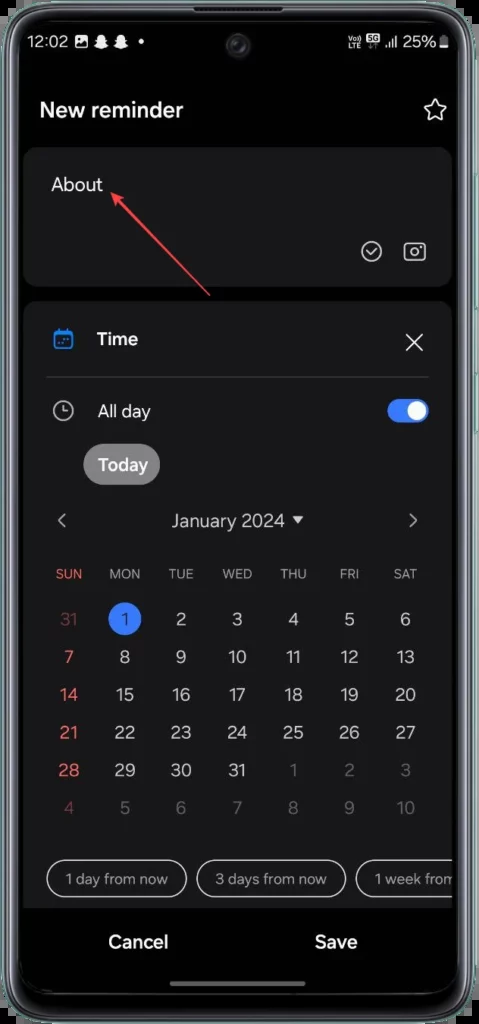 12:02 Vo)) LTE 5G 25%
New reminder
About
Time
All day
Today
January 2024
SUN MON TUE WED THU FRI SAT
31 1 2 3 4 5 6
7 8 9 10 11 12 13
14 15 16 17 18 19 20
21 22 23 24 25 26 27
28 29 30 31 1 2 3
4 5 6 7 8 9 10
1 day from now 3 days from now 1 week from
Cancel Save